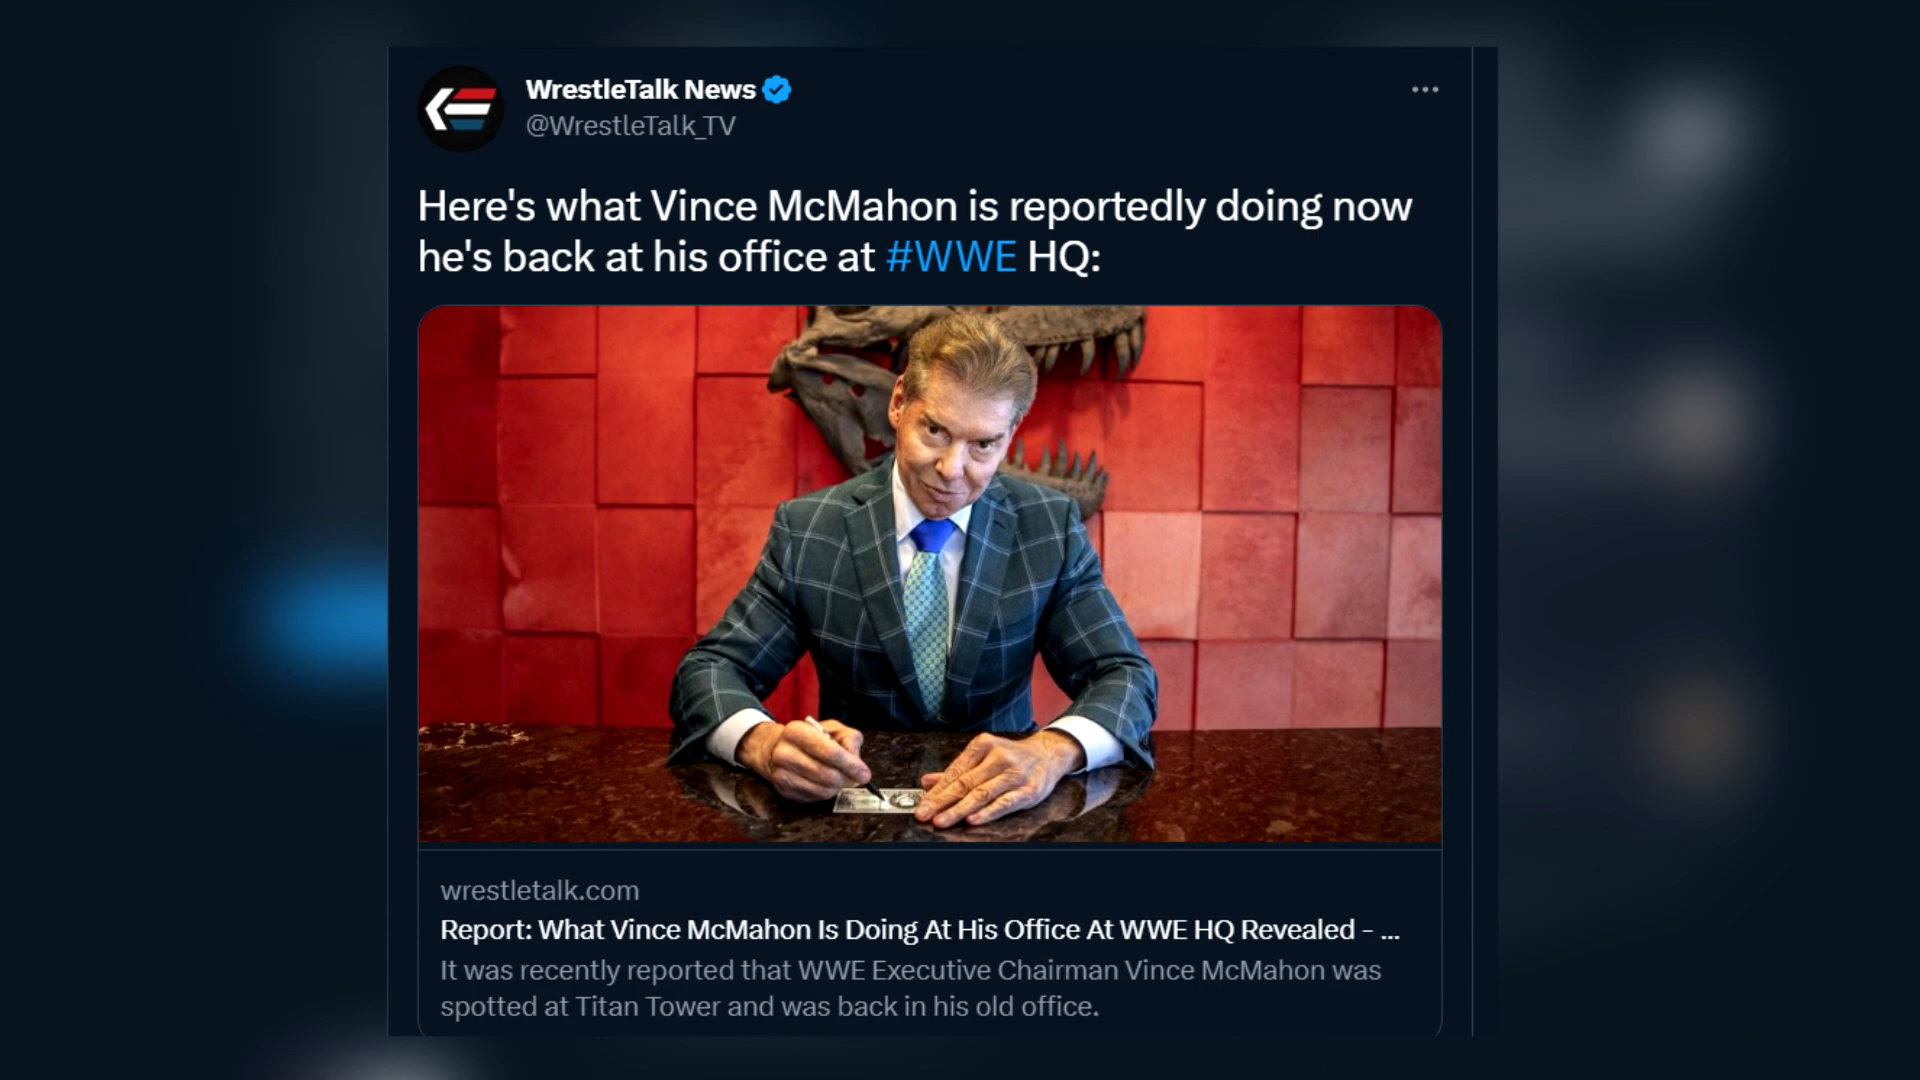 WrestleTalk News
@WrestleTalk_TV
Here's what Vince McMahon is reportedly doing now
he's back at his office at #WWE HQ:
wrestletalk.com
Report: What Vince McMahon Is Doing At His Office At WWE HQ Revealed - ...
It was recently reported that WWE Executive Chairman Vince McMahon was
spotted at Titan Tower and was back in his old office.